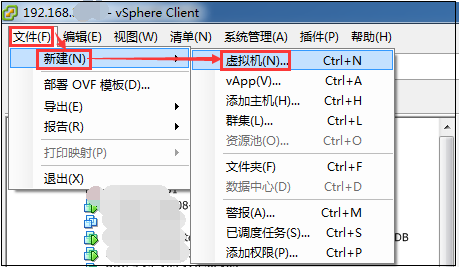 192.168. - vSphere Client
文件(F) 编辑(E) 视图(W) 清单(N) 系统管理(A) 插件(P) 帮助(H)
新建(N)
部署 OVF 模板(D)...
导出(E)
报告(R)
打印映射(P)
退出(X)
虚拟机(N)... Ctrl+N
vApp(V)... Ctrl+A
添加主机(H)... Ctrl+H
群集(L)... Ctrl+L
资源池(O)... Ctrl+O
文件夹(F) Ctrl+F
数据中心(D) Ctrl+D
警报(A)... Ctrl+M
已调度任务(S)... Ctrl+S
添加权限(P)... Ctrl+P
08-
DB